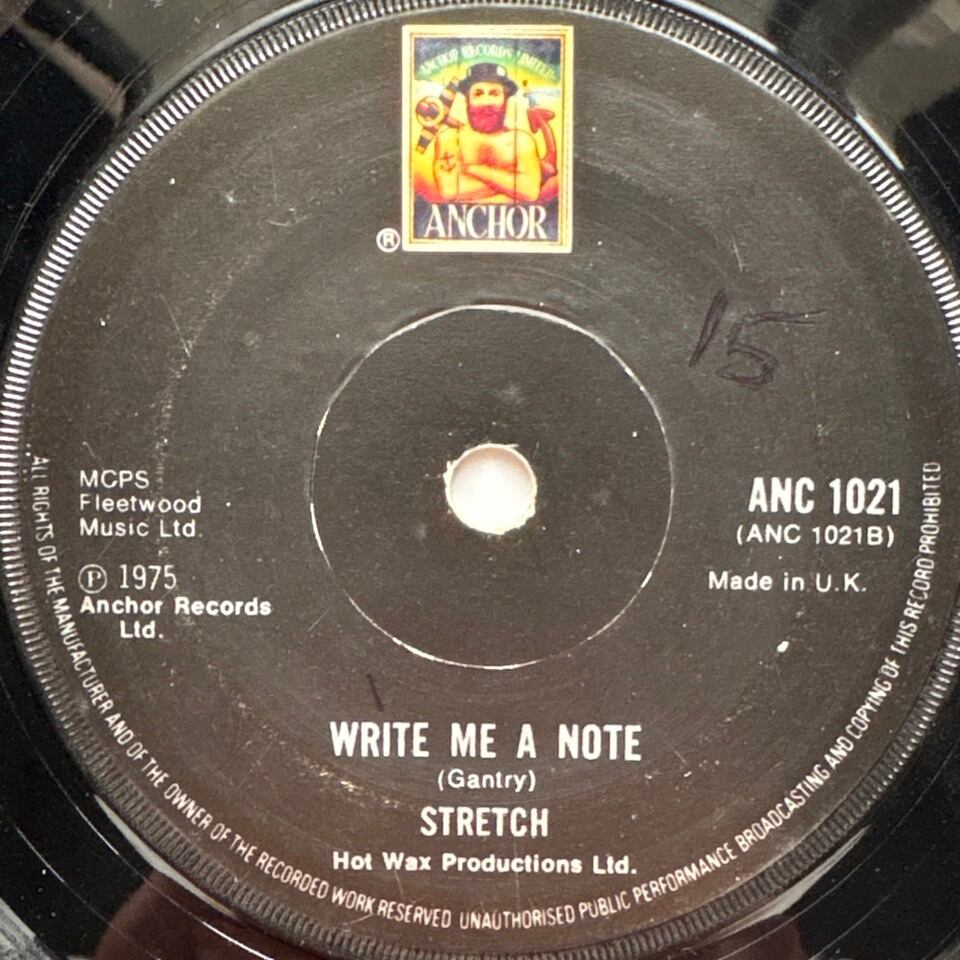 ANCHOR RECORDS LIMITED
ANCHOR
®
15
MCPS
Fleetwood
Music Ltd.
Ⓟ 1975
Anchor Records
Ltd.
ANC 1021
(ANC 1021B)
Made in U.K.
WRITE ME A NOTE
(Gantry)
STRETCH
Hot Wax Productions Ltd.
ALL RIGHTS OF THE MANUFACTURER AND OF THE OWNER OF THE RECORDED WORK RESERVED UNAUTHORISED PUBLIC PERFORMANCE BROADCASTING AND COPYING OF THIS RECORD PROHIBITED